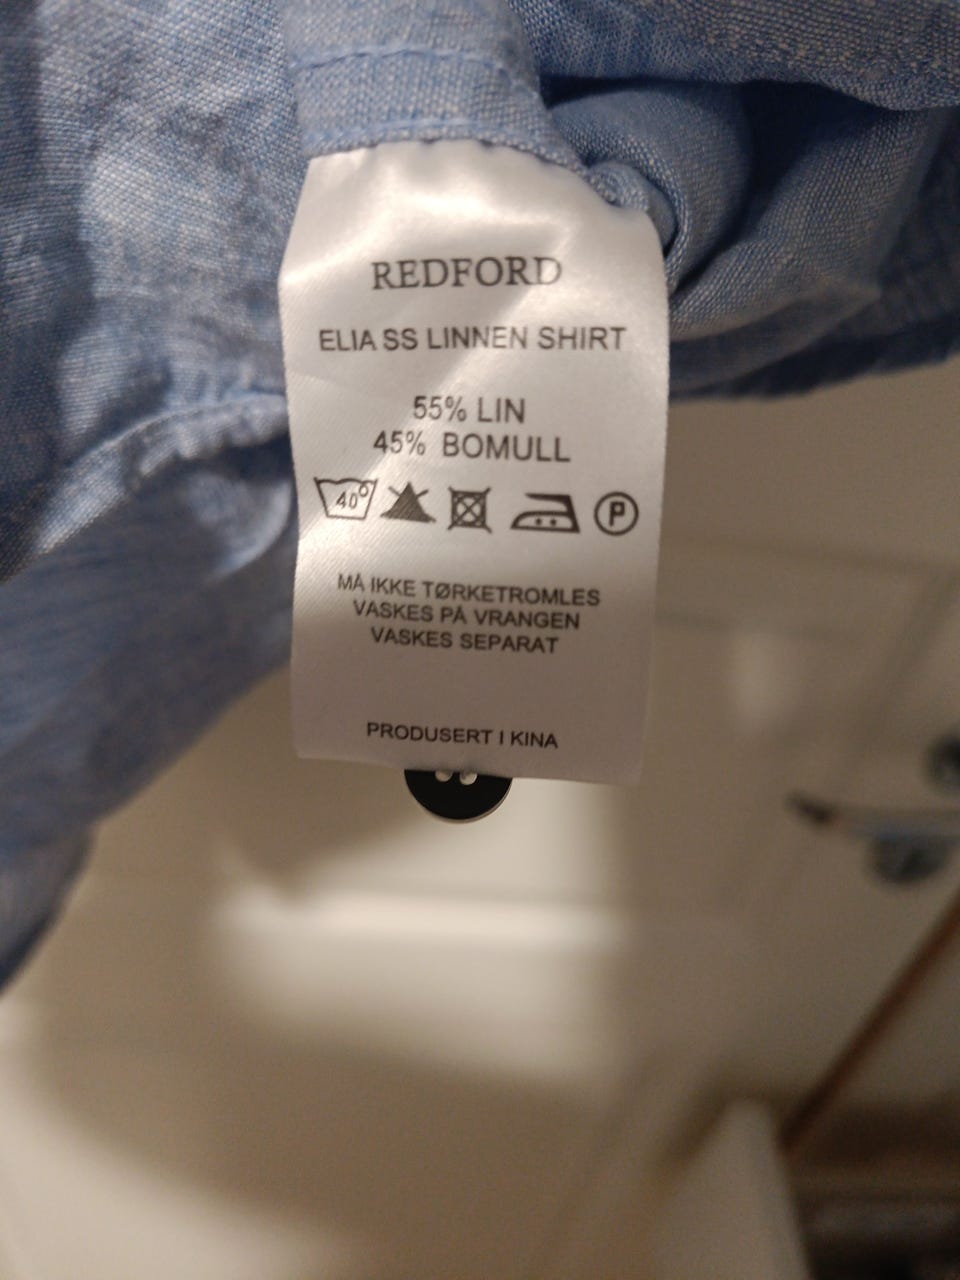 REDFORD
ELIA SS LINNEN SHIRT
55% LIN
45% BOMULL
40° P
MÅ IKKE TØRKETROMLES
VASKES PÅ VRANGEN
VASKES SEPARAT
PRODUSERT I KINA